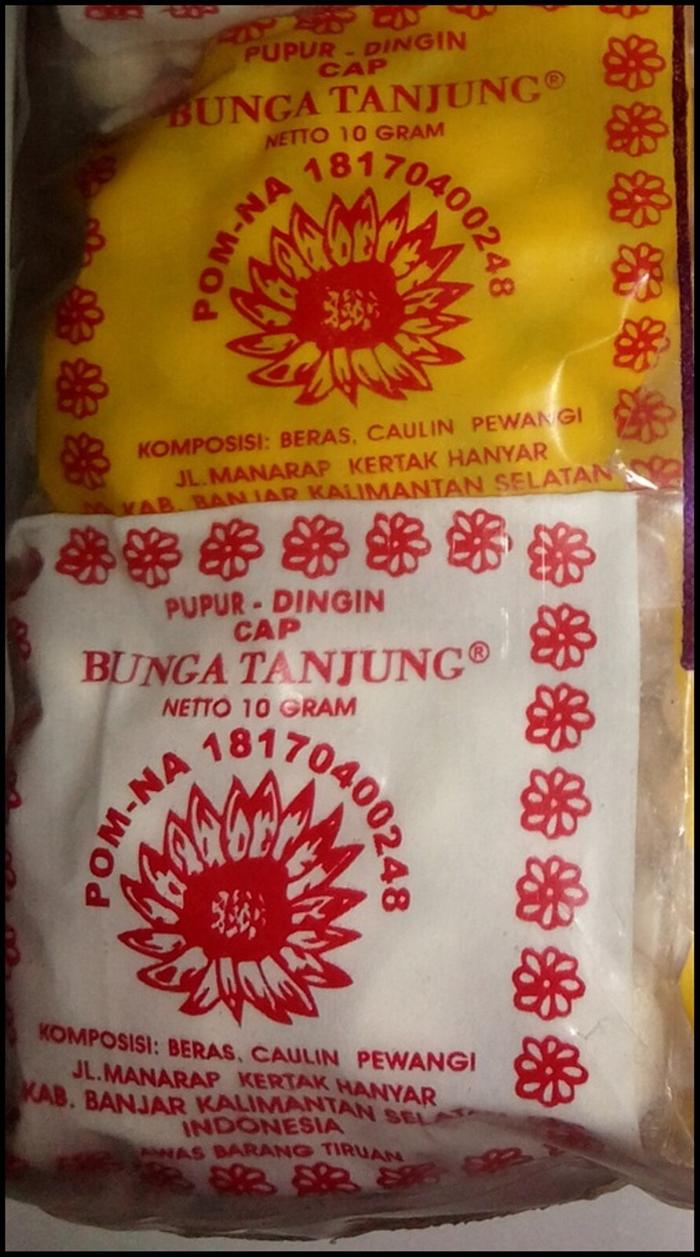 PUPUR - DINGIN
CAP
BUNGA TANJUNG®
NETTO 10 GRAM
POM-NA 18170400248
KOMPOSISI: BERAS, CAULIN PEWANGI
JL.MANARAP KERTAK HANYAR
KAB. BANJAR KALIMANTAN SELATAN
PUPUR - DINGIN
CAP
BUNGA TANJUNG®
NETTO 10 GRAM
POM-NA 18170400248
KOMPOSISI: BERAS, CAULIN PEWANGI
JL.MANARAP KERTAK HANYAR
KAB. BANJAR KALIMANTAN SELATAN
INDONESIA
AWAS BARANG TIRUAN